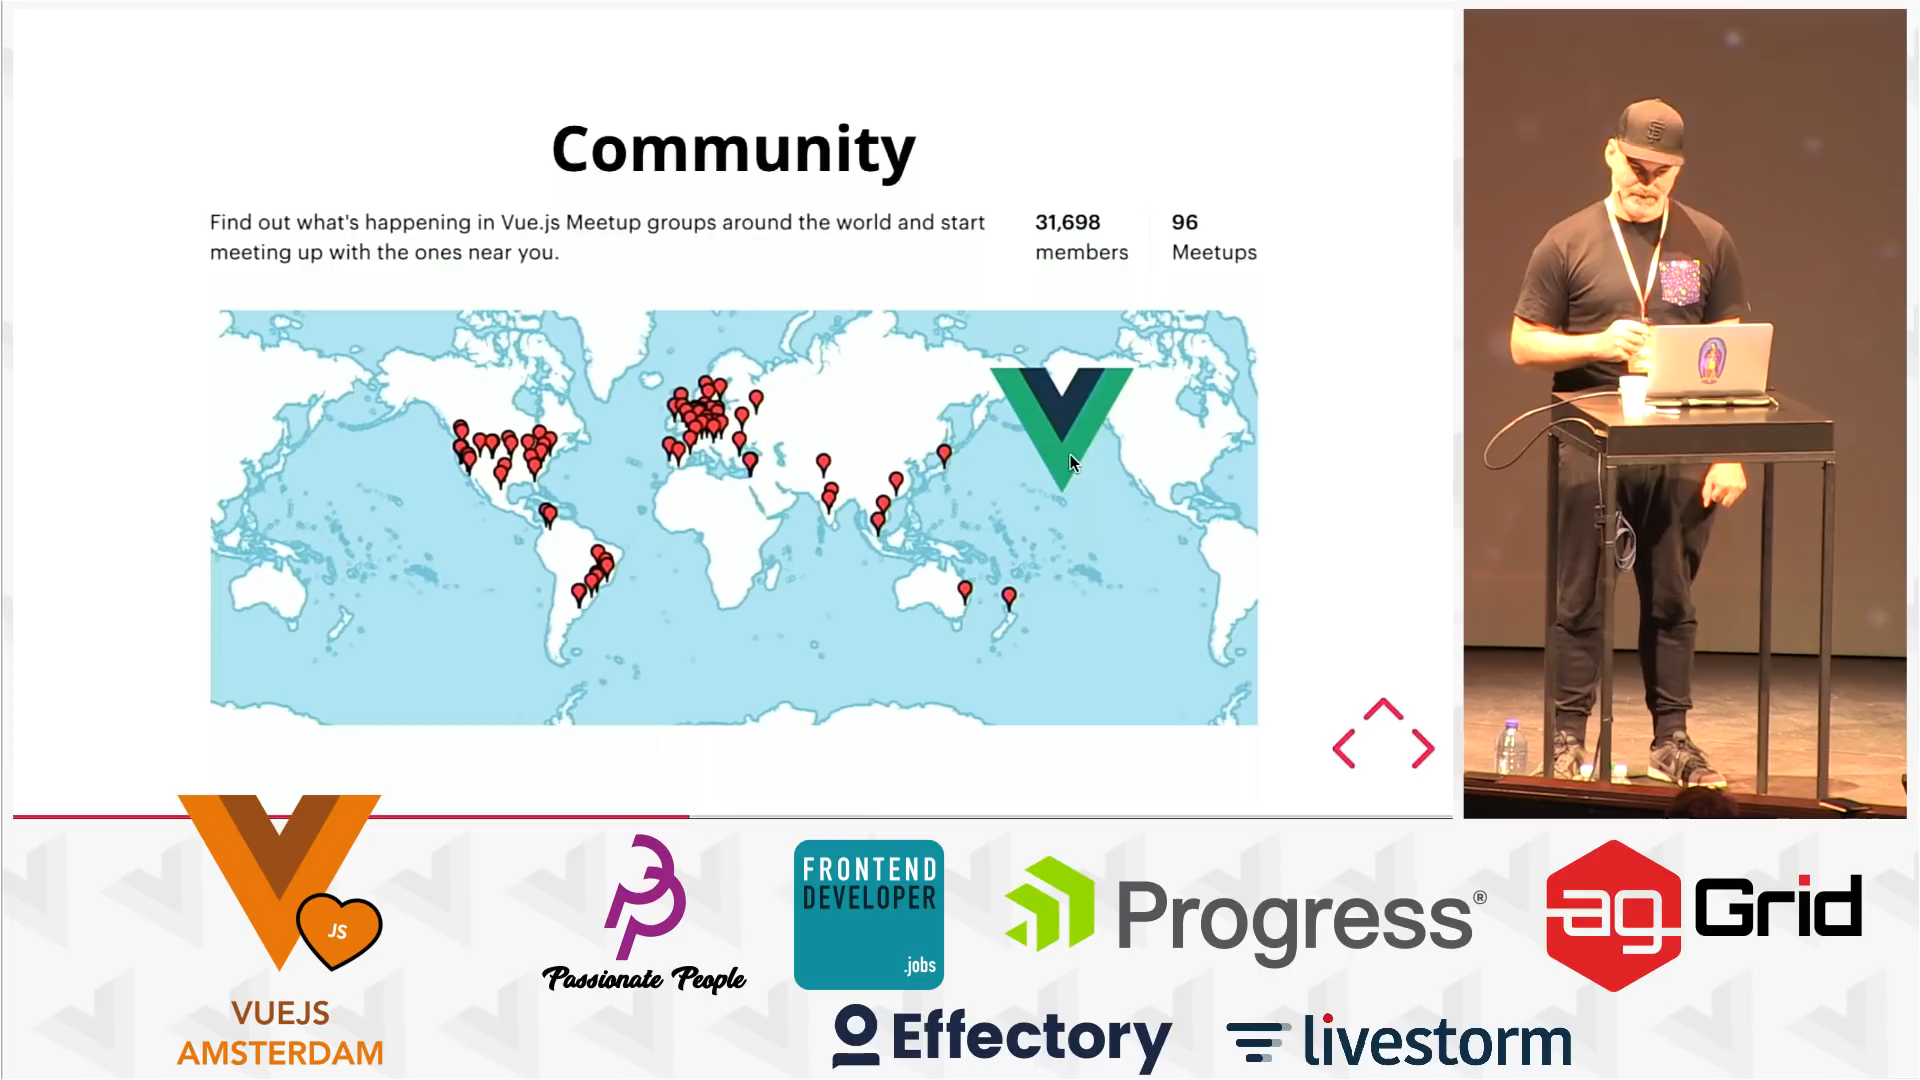 Community
Find out what's happening in Vue.js Meetup groups around the world and start
meeting up with the ones near you.
31,698
members
96
Meetups
SF
JS
VUEJS
AMSTERDAM
Passionate People
FRONTEND
DEVELOPER
.jobs
Progress®
ag Grid
Effectory
livestorm